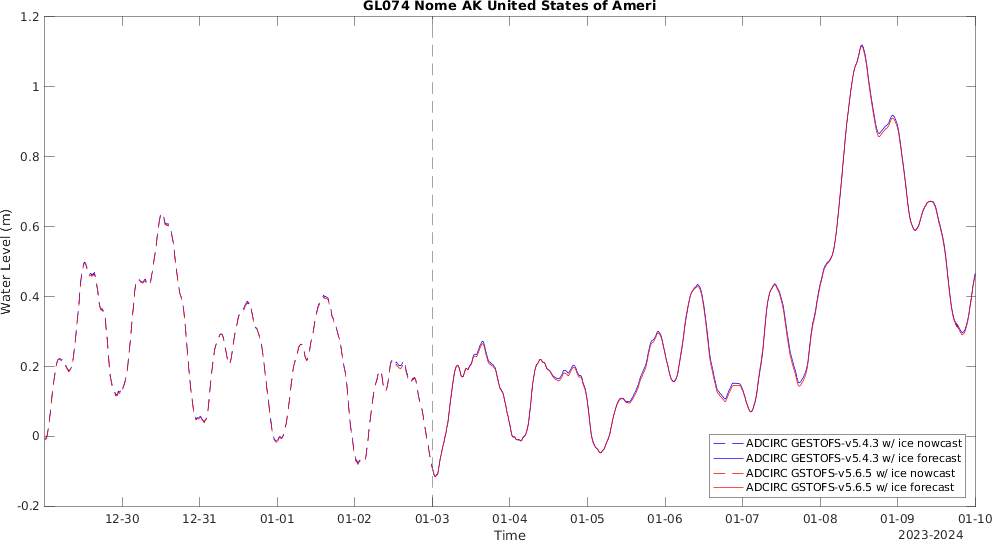 GL074 Nome AK United States of Ameri
Water Level (m)
1.2
1
0.8
0.6
0.4
0.2
0
-0.2
ADCIRC GESTOFS-v5.4.3 w/ ice nowcast
ADCIRC GESTOFS-v5.4.3 w/ ice forecast
ADCIRC GSTOFS-v5.6.5 w/ ice nowcast
ADCIRC GSTOFS-v5.6.5 w/ ice forecast
12-30 12-31 01-01 01-02 01-03 01-04 01-05 01-06 01-07 01-08 01-09 01-10
Time
2023-2024